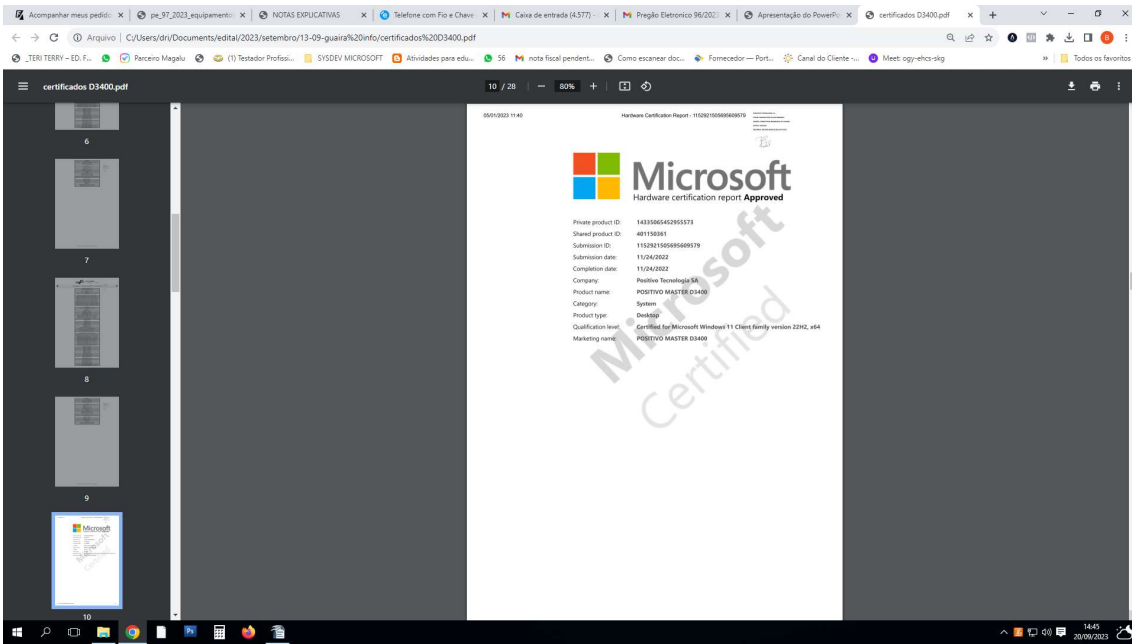 Acompanhar meus pedido
pe_97_2023_equipamento
NOTAS EXPLICATIVAS
Telefone com Fio e Chave
Caixa de entrada (4.577) -
Pregão Eletronico 96/202
Apresentação do PowerPo
certificados D3400.pdf
Arquivo | C:/Users/dri/Documents/edital/2023/setembro/13-09-guaira%20info/certificados%20D3400.pdf
_TERI TERRY – ED. F...
Parceiro Magalu
(1) Testador Profissi...
SYSDEV MICROSOFT
Atividades para edu...
56
nota fiscal pendent...
Como escanear doc...
Fornecedor — Port...
Canal do Cliente -...
Meet: ogy-ehcs-skg
Todos os favoritos
certificados D3400.pdf
10 / 28
80%
6
7
8
9
Microsoft
10
05/01/2023 11:40
Hardware Certification Report - 1152921505695609579
Microsoft
Hardware certification report Approved
Private product ID: 14335065452955573
Shared product ID: 401150361
Submission ID: 1152921505695609579
Submission date: 11/24/2022
Completion date: 11/24/2022
Company: Positivo Tecnologia SA
Product name: POSITIVO MASTER D3400
Category: System
Product type: Desktop
Qualification level: Certified for Microsoft Windows 11 Client family version 22H2, x64
Marketing name: POSITIVO MASTER D3400
Microsoft
Certified
14:45
20/09/2023